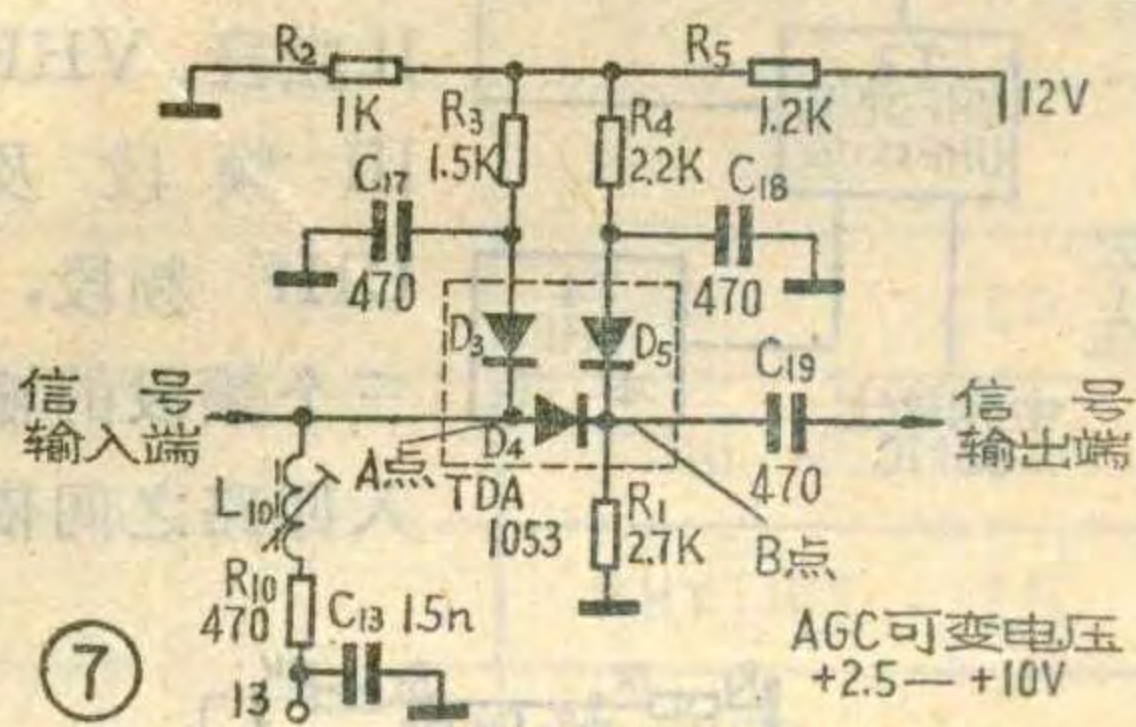 R2
1K
R3
1.5K
R4
2.2K
R5
1.2K
12V
C17
470
C18
470
D3
D5
C19
470
信 号
输入端
A点
D4
TDA
1053
信 号
输出端
L10
R1
2.7K
B点
R10
470
C13 1.5n
13
7
AGC可变电压
+2.5— +10V